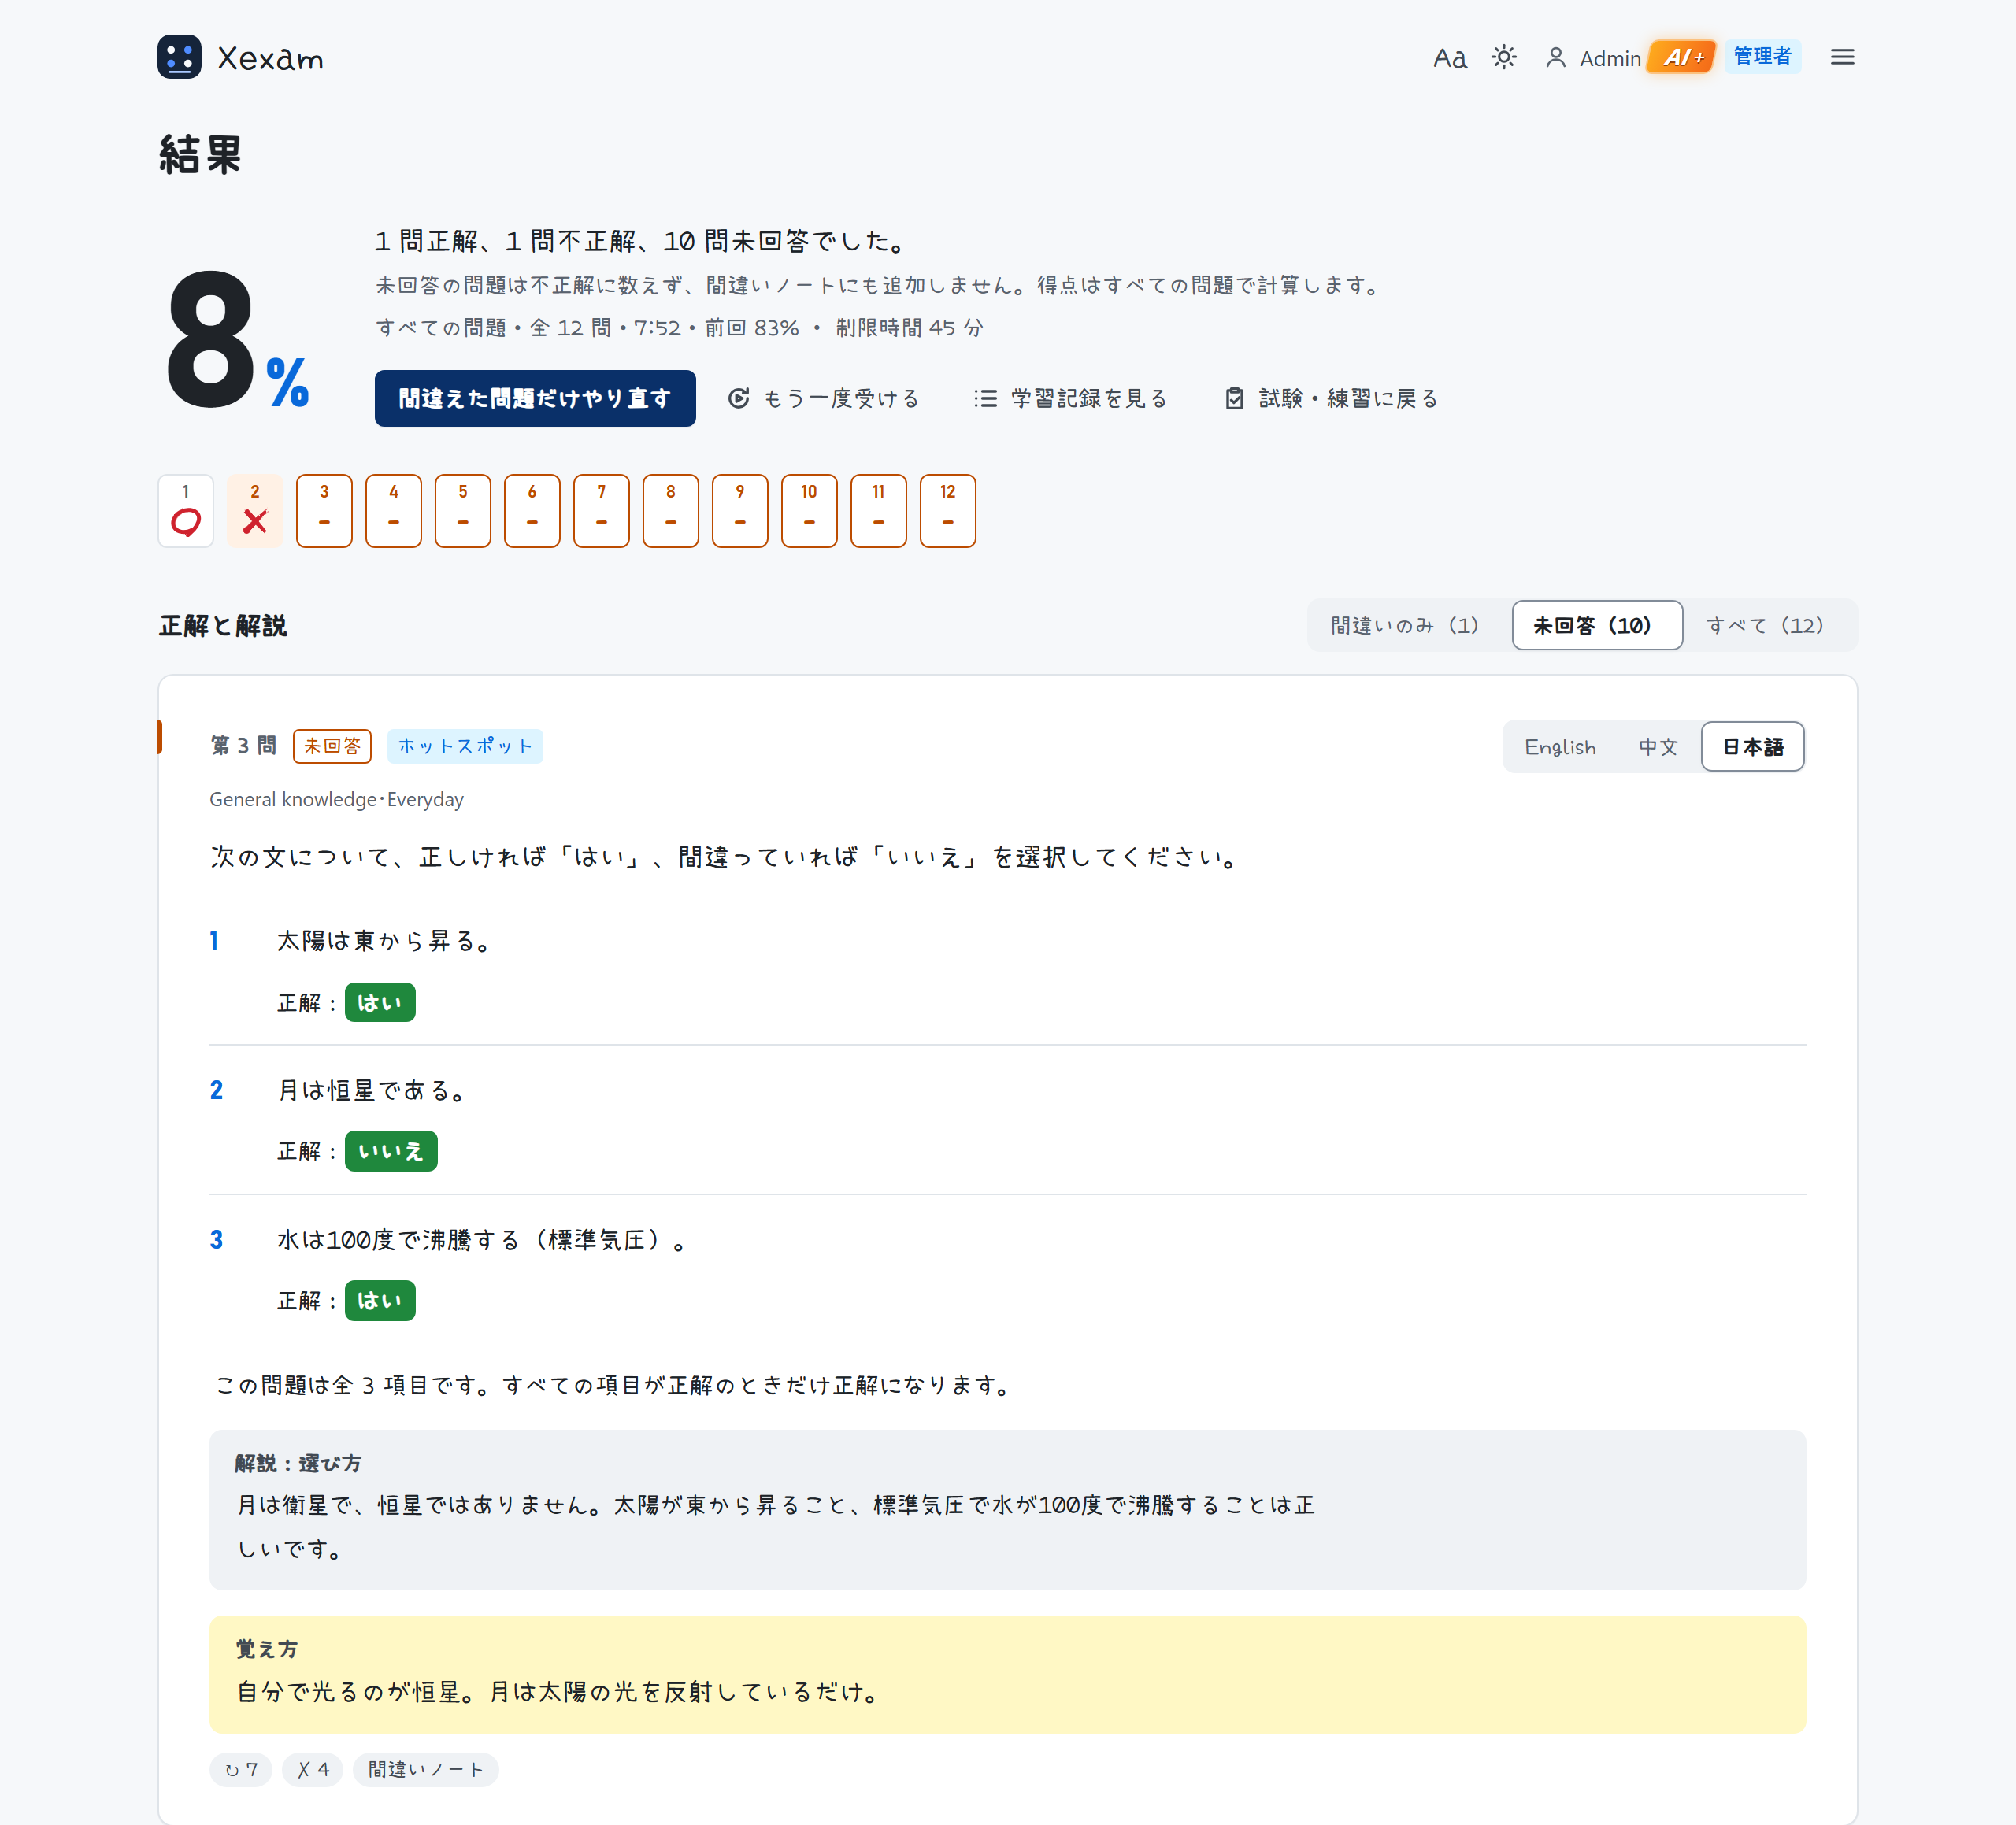 Xexam
Aa Admin AI+ 管理者
結果
8%
1 問正解、1 問不正解、10 問未回答でした。
未回答の問題は不正解に数えず、間違いノートにも追加しません。得点はすべての問題で計算します。
すべての問題・全 12 問・7:52・前回 83% ・ 制限時間 45 分
間違えた問題だけやり直す もう一度受ける 学習記録を見る 試験・練習に戻る
1 2 3 4 5 6 7 8 9 10 11 12
- - - - - - - - - -
正解と解説
間違いのみ（1） 未回答（10） すべて（12）
第 3 問 未回答 ホットスポット
English 中文 日本語
General knowledge·Everyday
次の文について、正しければ「はい」、間違っていれば「いいえ」を選択してください。
1 太陽は東から昇る。
正解：はい
2 月は恒星である。
正解：いいえ
3 水は100度で沸騰する（標準気圧）。
正解：はい
この問題は全 3 項目です。すべての項目が正解のときだけ正解になります。
解説：選び方
月は衛星で、恒星ではありません。太陽が東から昇ること、標準気圧で水が100度で沸騰することは正
しいです。
覚え方
自分で光るのが恒星。月は太陽の光を反射しているだけ。
↻ 7 ✗ 4 間違いノート